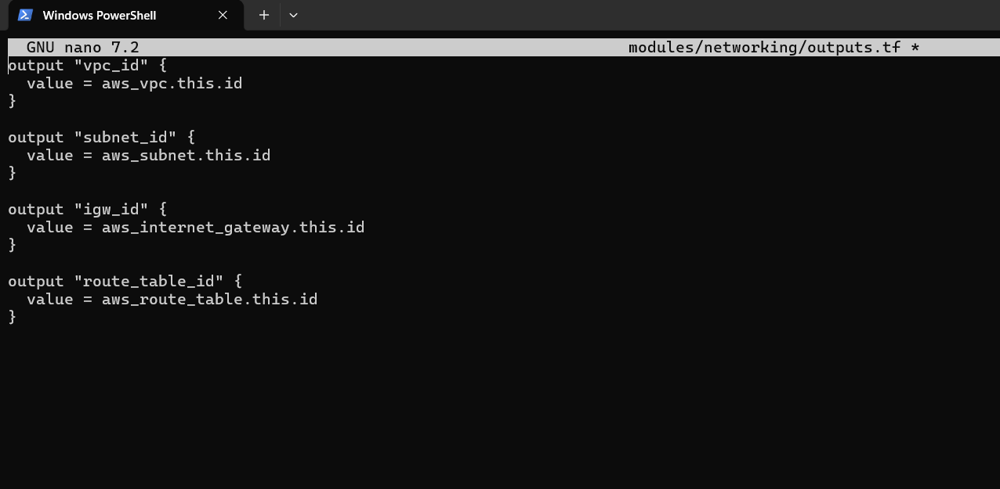 Windows PowerShell
GNU nano 7.2 modules/networking/outputs.tf *
output "vpc_id" {
  value = aws_vpc.this.id
}

output "subnet_id" {
  value = aws_subnet.this.id
}

output "igw_id" {
  value = aws_internet_gateway.this.id
}

output "route_table_id" {
  value = aws_route_table.this.id
}